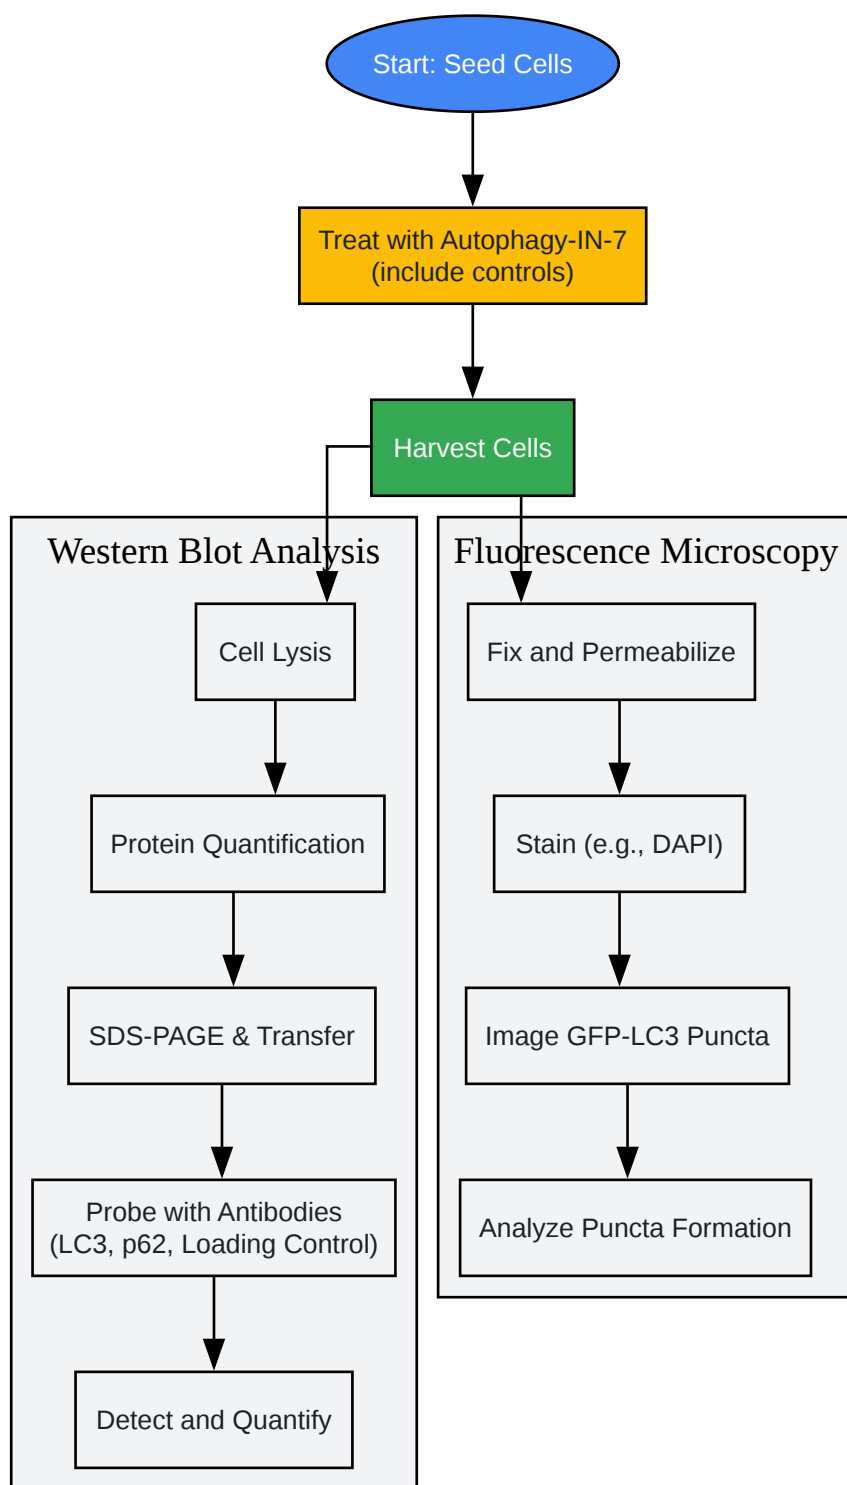 Start: Seed Cells
Treat with Autophagy-IN-7
(include controls)
Harvest Cells
Western Blot Analysis
Cell Lysis
Protein Quantification
SDS-PAGE & Transfer
Probe with Antibodies
(LC3, p62, Loading Control)
Detect and Quantify
Fluorescence Microscopy
Fix and Permeabilize
Stain (e.g., DAPI)
Image GFP-LC3 Puncta
Analyze Puncta Formation